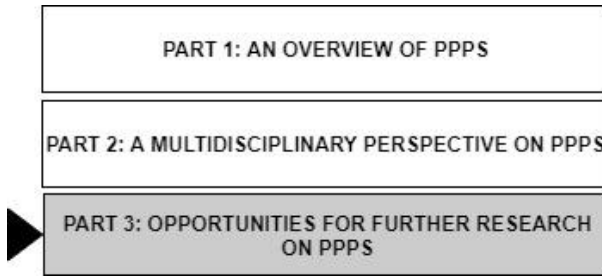 PART 1: AN OVERVIEW OF PPPS
PART 2: A MULTIDISCIPLINARY PERSPECTIVE ON PPPS
PART 3: OPPORTUNITIES FOR FURTHER RESEARCH
ON PPPS